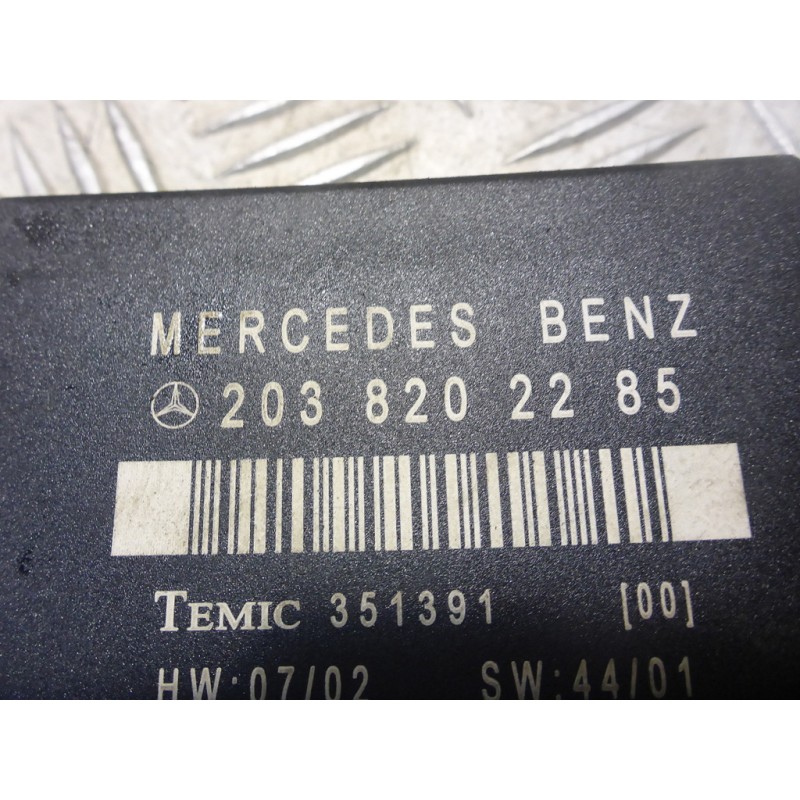 MERCEDES BENZ
203 820 22 85
TEMIC 351391 [00]
HW:07/02 SW:44/01